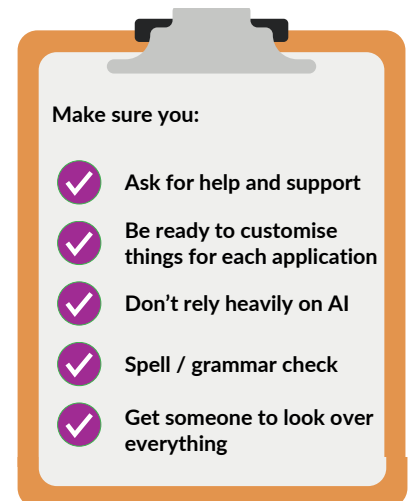 Make sure you:
Ask for help and support
Be ready to customise
things for each application
Don’t rely heavily on AI
Spell / grammar check
Get someone to look over
everything